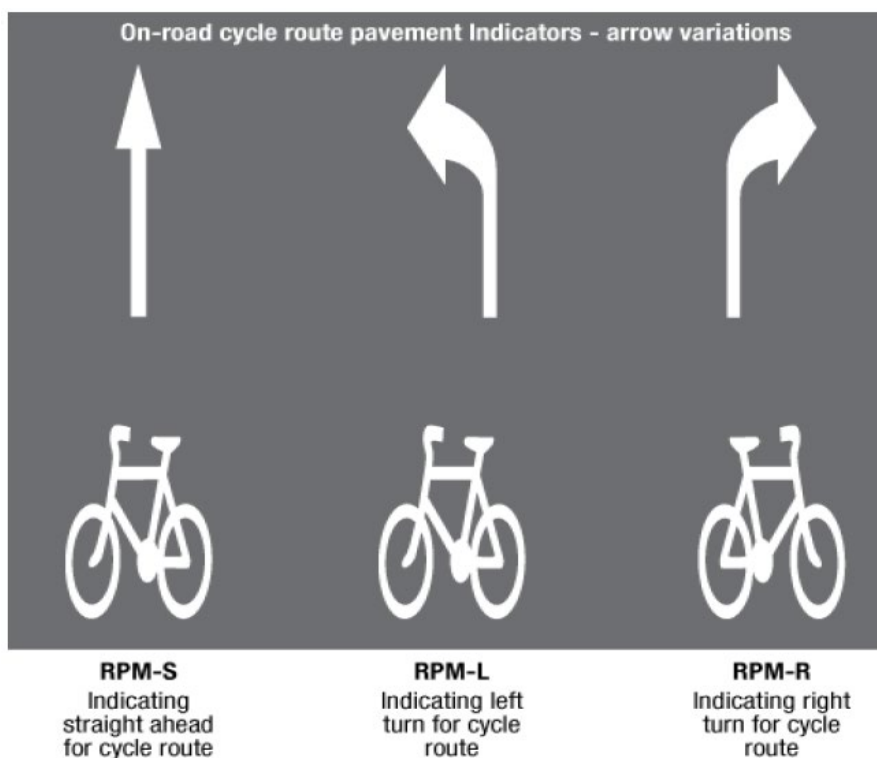 On-road cycle route pavement Indicators - arrow variations
RPM-S
Indicating
straight ahead
for cycle route
RPM-L
Indicating left
turn for cycle
route
RPM-R
Indicating right
turn for cycle
route